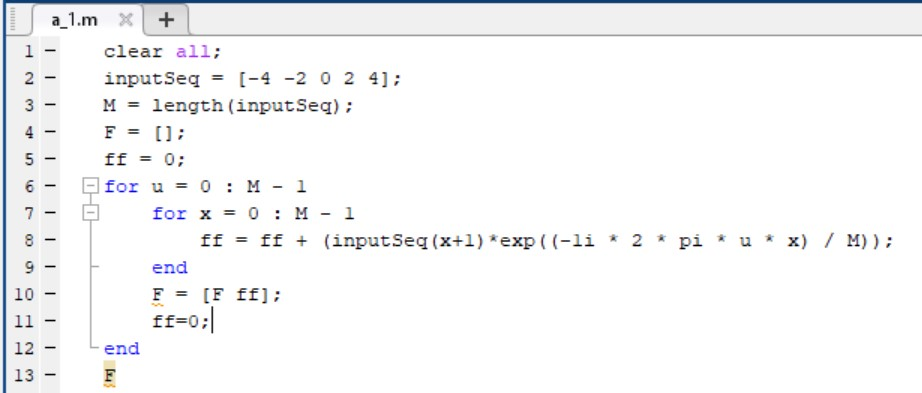 a_1.m
1 - clear all;
2 - inputSeq = [-4 -2 0 2 4];
3 - M = length(inputSeq);
4 - F = [];
5 - ff = 0;
6 - for u = 0 : M - 1
7 - for x = 0 : M - 1
8 - ff = ff + (inputSeq(x+1)*exp((-1i * 2 * pi * u * x) / M));
9 - end
10 - F = [F ff];
11 - ff=0;
12 - end
13 - F